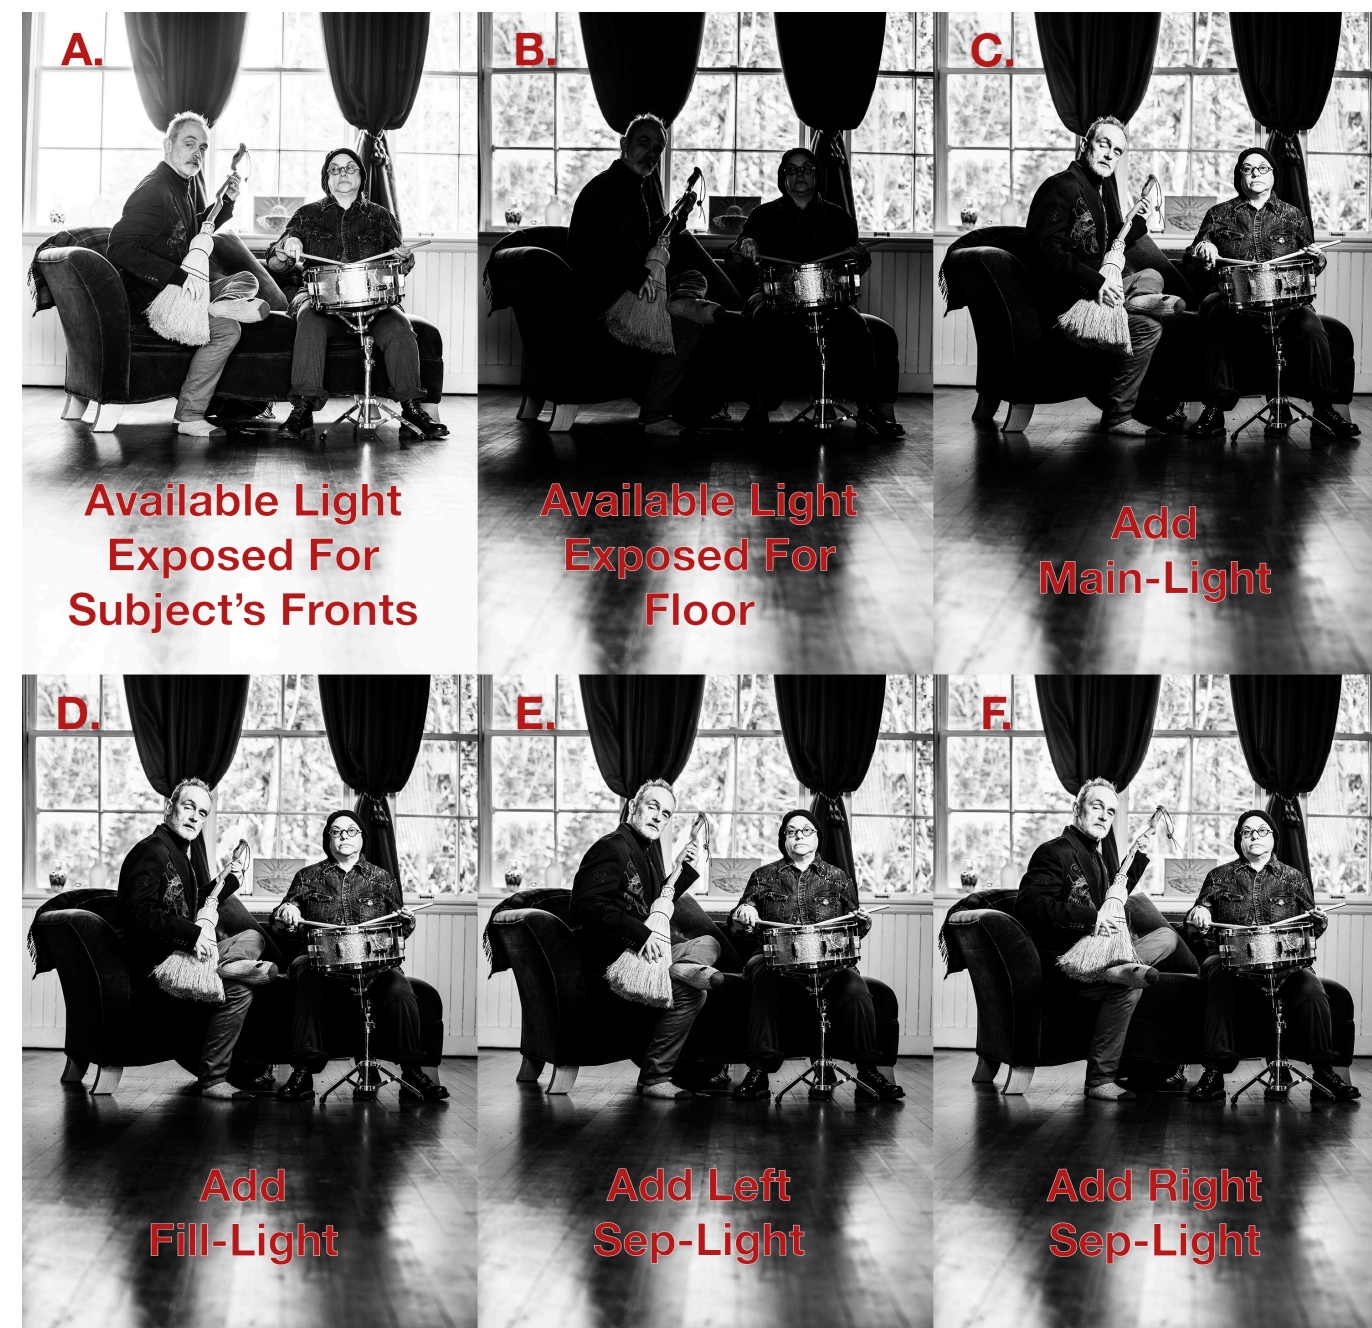 A.
Available Light
Exposed For
Subject’s Fronts
B.
Available Light
Exposed For
Floor
C.
Add
Main-Light
D.
Add
Fill-Light
E.
Add Left
Sep-Light
F.
Add Right
Sep-Light